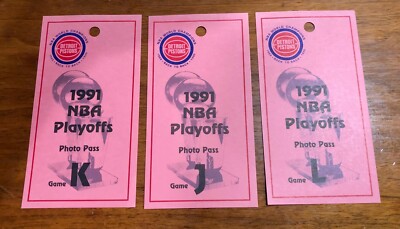 DETROIT
PISTONS
1991
NBA
Playoffs
Photo Pass
Game K
DETROIT
PISTONS
1991
NBA
Playoffs
Photo Pass
Game J
DETROIT
PISTONS
1991
NBA
Playoffs
Photo Pass
Game L